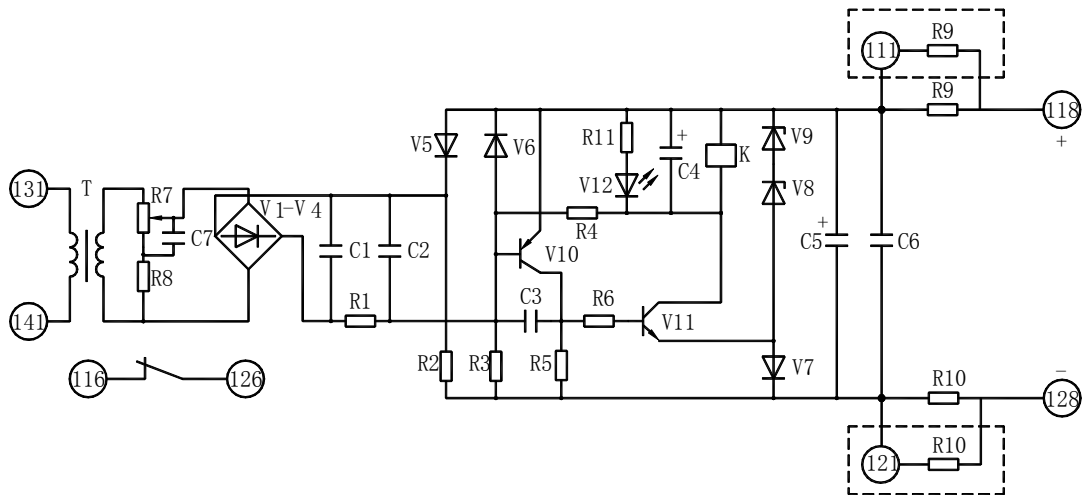 111
R9
R9
118
+
V5
V6
R11
+
V9
K
C4
131
T
R7
V12
V8
V1-V4
R4
+
C7
C1
C2
V10
C5
C6
R8
C3
R6
141
R1
V11
116
126
R2
R3
R5
V7
R10
-
128
R10
121